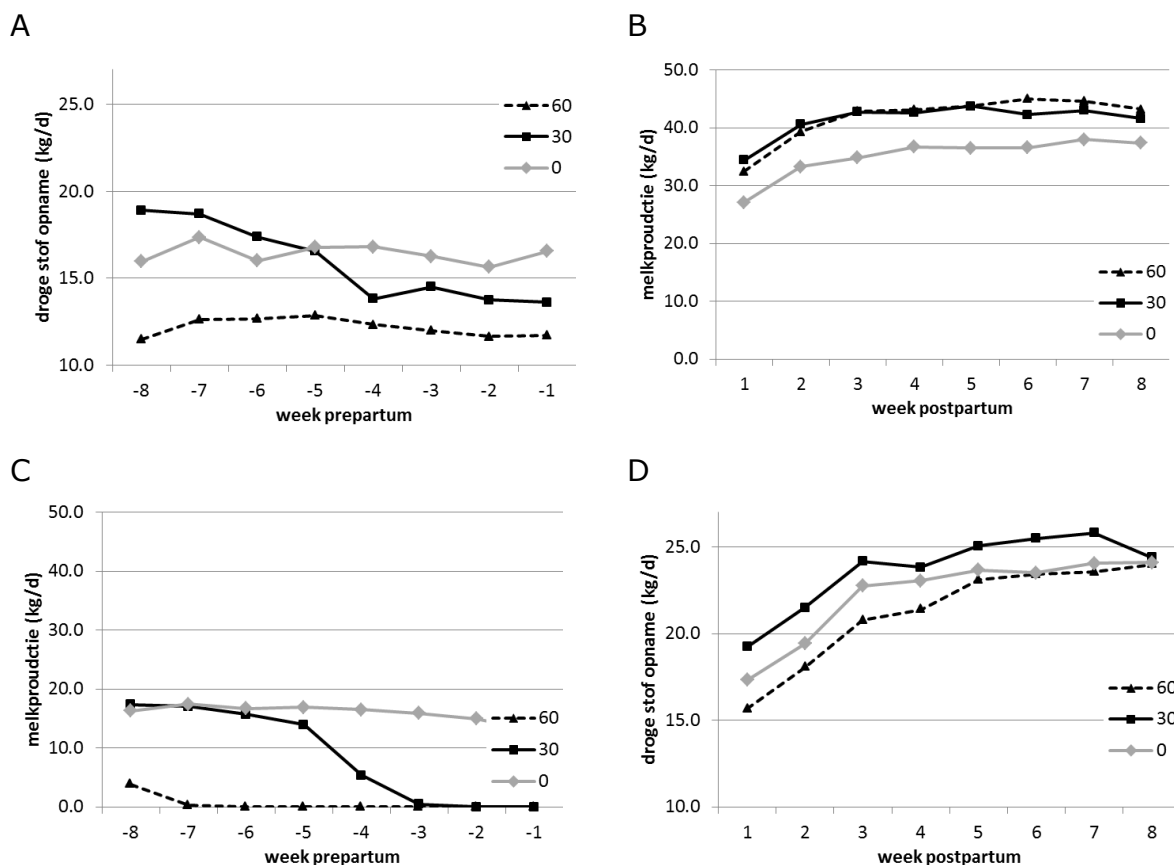 A
25.0
20.0
15.0
10.0
droge stof opname (kg/d)
-8 -7 -6 -5 -4 -3 -2 -1
week prepartum
60
30
0
B
50.0
40.0
30.0
20.0
10.0
0.0
melkproudctie (kg/d)
1 2 3 4 5 6 7 8
week postpartum
60
30
0
C
50.0
40.0
30.0
20.0
10.0
0.0
melkproudctie (kg/d)
-8 -7 -6 -5 -4 -3 -2 -1
week prepartum
60
30
0
D
25.0
20.0
15.0
10.0
droge stof opname (kg/d)
1 2 3 4 5 6 7 8
week postpartum
60
30
0